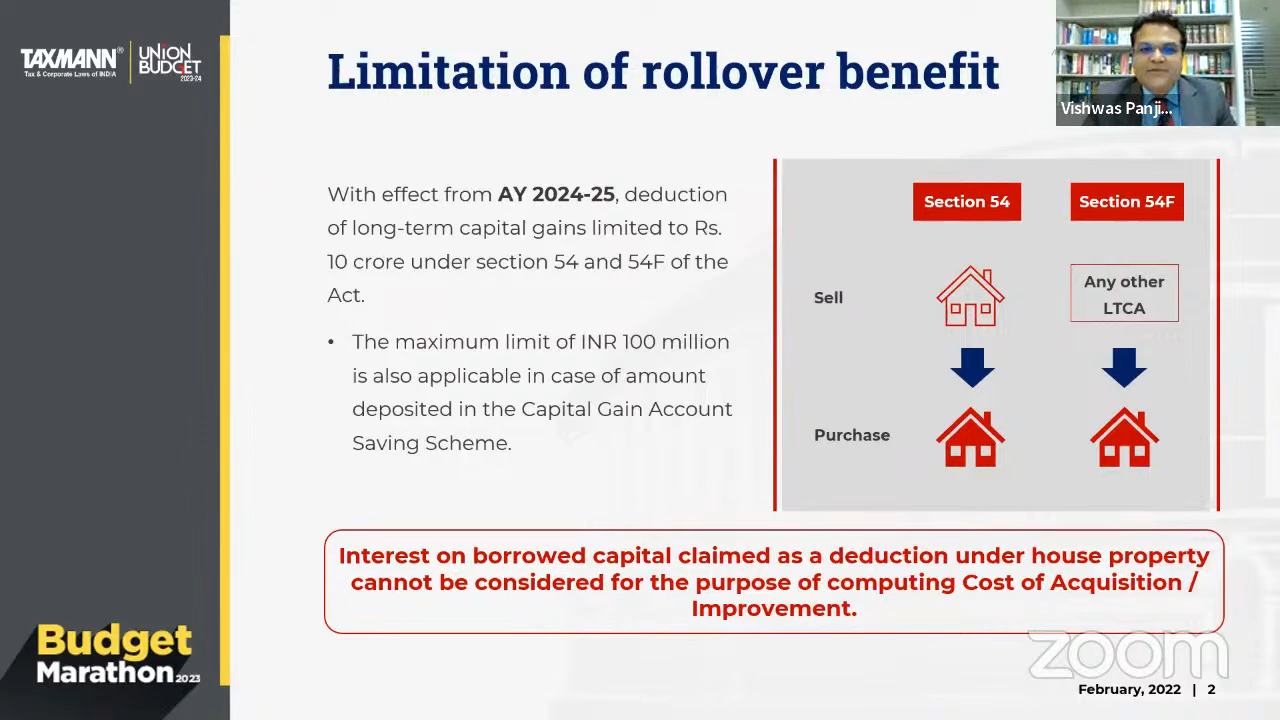 TAXMANN®
Tax & Corporate Laws of INDIA
UNION
BUDGET
2023-24
Limitation of rollover benefit
Vishwas Panji...
With effect from AY 2024-25, deduction
of long-term capital gains limited to Rs.
10 crore under section 54 and 54F of the
Act.
• The maximum limit of INR 100 million
is also applicable in case of amount
deposited in the Capital Gain Account
Saving Scheme.
Section 54
Section 54F
Sell
Any other
LTCA
Purchase
Interest on borrowed capital claimed as a deduction under house property
cannot be considered for the purpose of computing Cost of Acquisition /
Improvement.
Budget
Marathon 2023
zoom
February, 2022 | 2